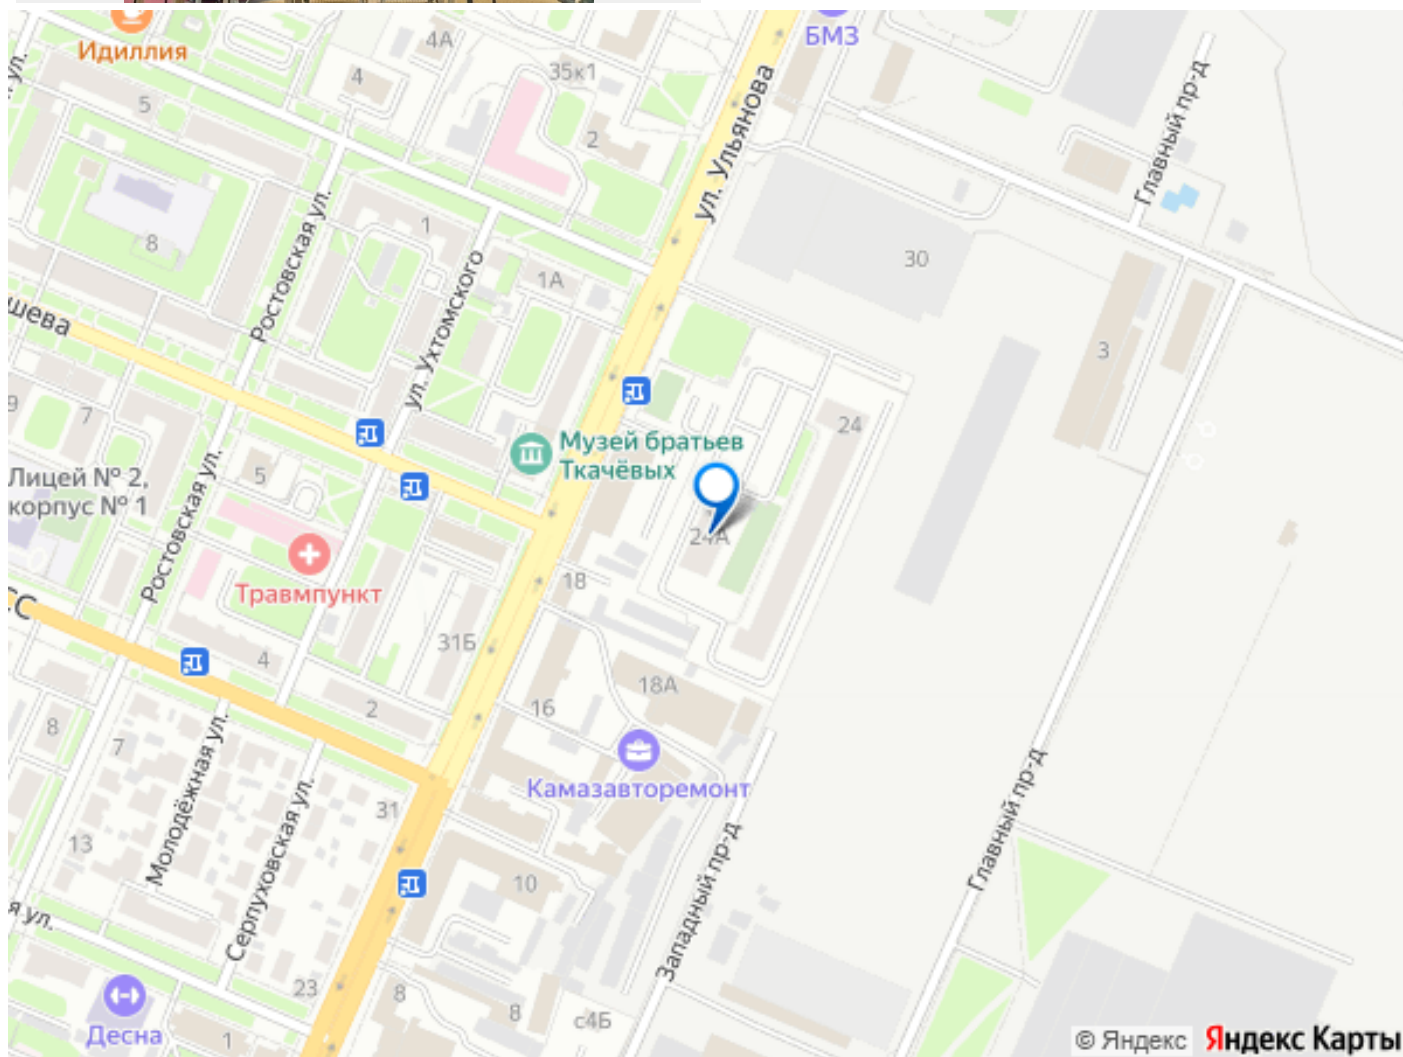 Идиллия
4А
БМЗ
4
35к1
5
2
ул. Ульянова
Главный пр-д
8
1
Ростовская ул.
ул. Ухтомского
1А
30
шева
3
9
7
24
Музей братьев
Ткачёвых
Лицей № 2,
корпус № 1
5
Ростовская ул.
24А
Травмпункт
18
31Б
4
18А
2
16
8
7
Молодёжная ул.
Камазавторемонт
31
Серпуховская ул.
13
Главный пр-д
Западный пр-д
10
я ул.
23
8
8
с4Б
Десна
1
© Яндекс Яндекс Карты